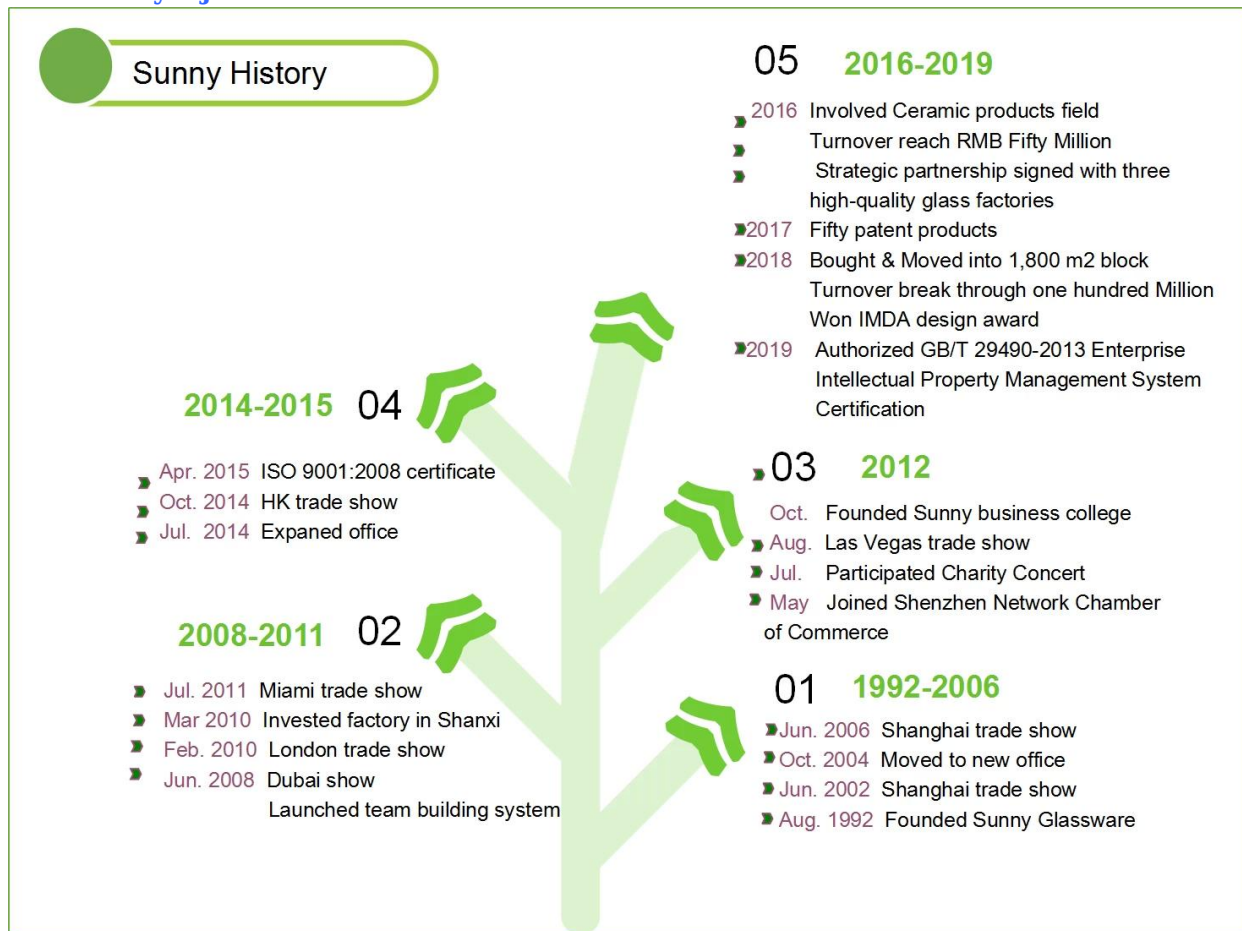 Sunny History
05 2016-2019
2016 Involved Ceramic products field
Turnover reach RMB Fifty Million
Strategic partnership signed with three
high-quality glass factories
2017 Fifty patent products
2018 Bought & Moved into 1,800 m2 block
Turnover break through one hundred Million
Won IMDA design award
2019 Authorized GB/T 29490-2013 Enterprise
Intellectual Property Management System
Certification
2014-2015 04
Apr. 2015 ISO 9001:2008 certificate
Oct. 2014 HK trade show
Jul. 2014 Expaned office
03 2012
Oct. Founded Sunny business college
Aug. Las Vegas trade show
Jul. Participated Charity Concert
May Joined Shenzhen Network Chamber
of Commerce
2008-2011 02
Jul. 2011 Miami trade show
Mar 2010 Invested factory in Shanxi
Feb. 2010 London trade show
Jun. 2008 Dubai show
Launched team building system
01 1992-2006
Jun. 2006 Shanghai trade show
Oct. 2004 Moved to new office
Jun. 2002 Shanghai trade show
Aug. 1992 Founded Sunny Glassware